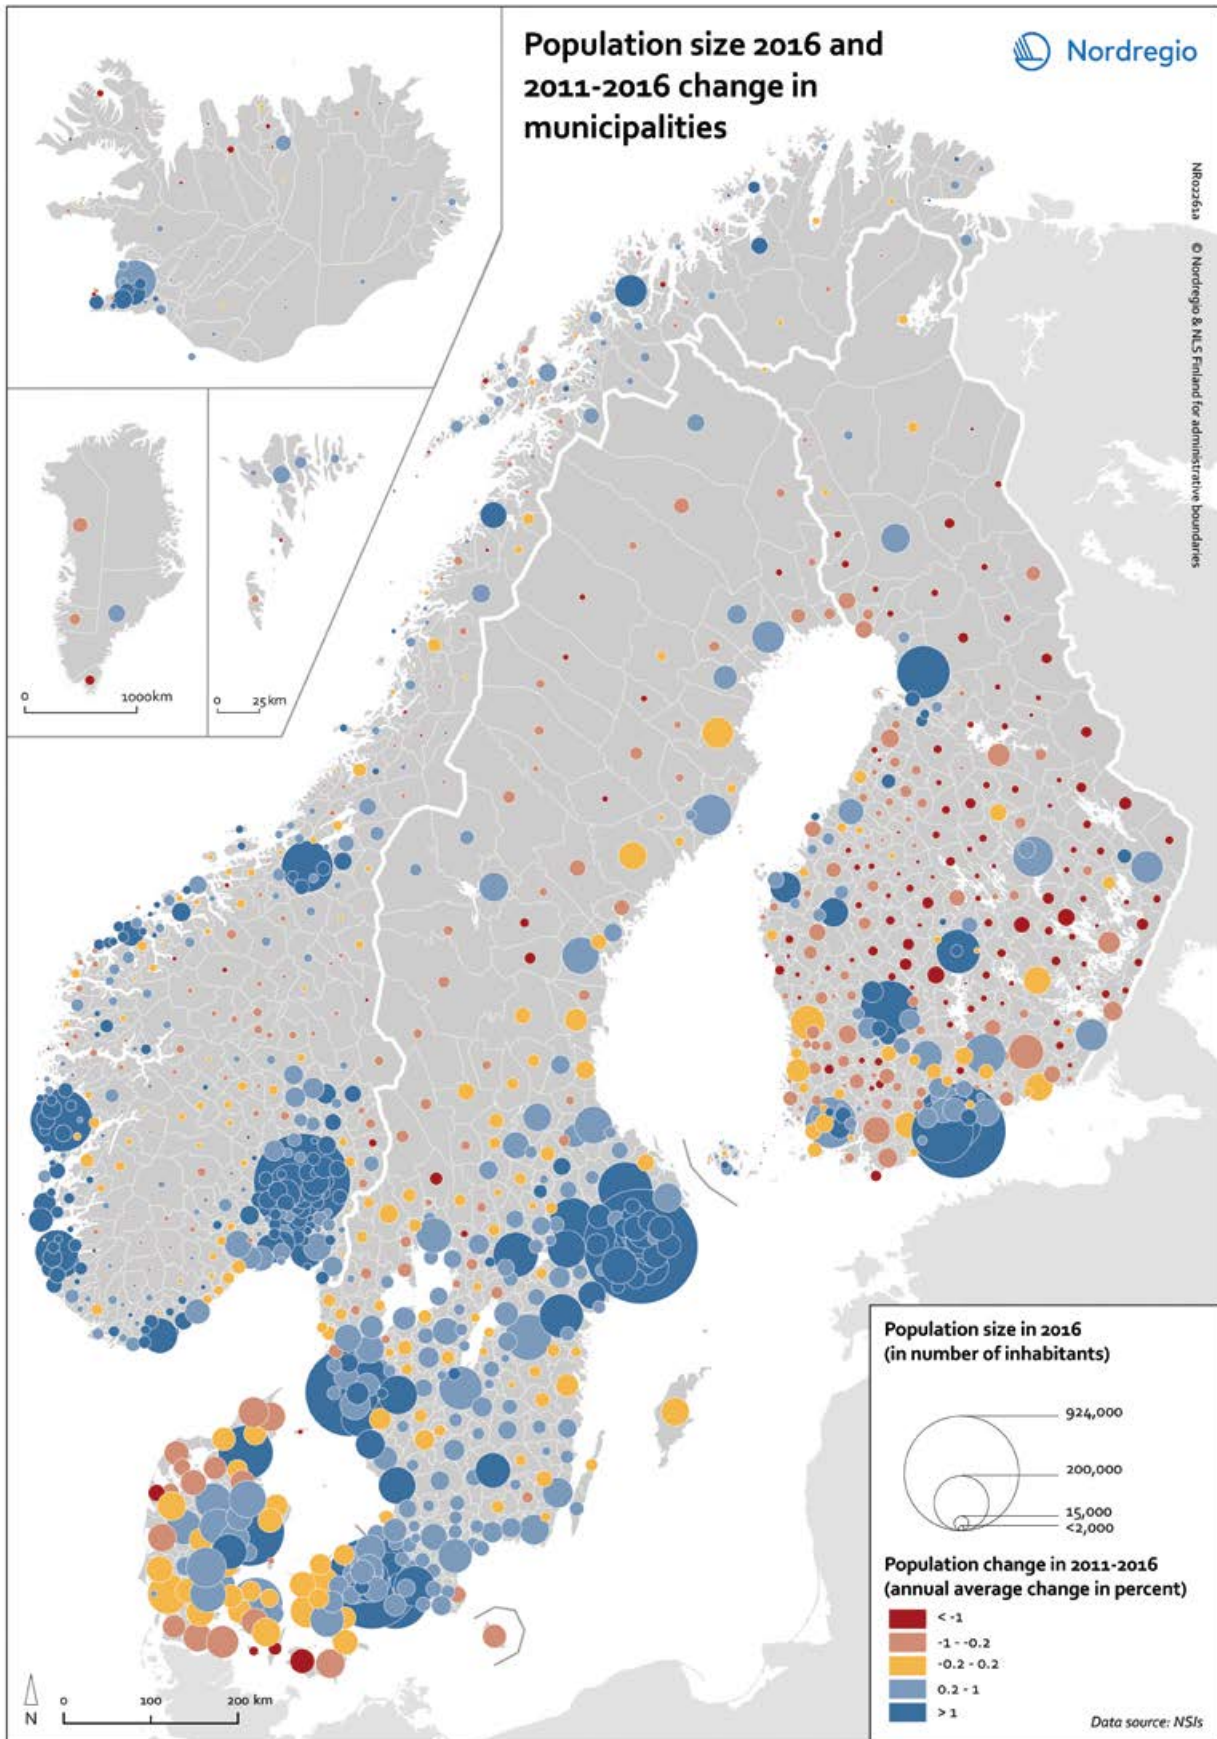 Population size 2016 and
2011-2016 change in
municipalities
Nordregio
NR02261a © Nordregio & NLS Finland for administrative boundaries
0 1000km
0 25km
Population size in 2016
(in number of inhabitants)
924,000
200,000
15,000
<2,000
Population change in 2011-2016
(annual average change in percent)
< -1
-1 - -0.2
-0.2 - 0.2
0.2 - 1
> 1
Data source: NSIs
N
0 100 200 km